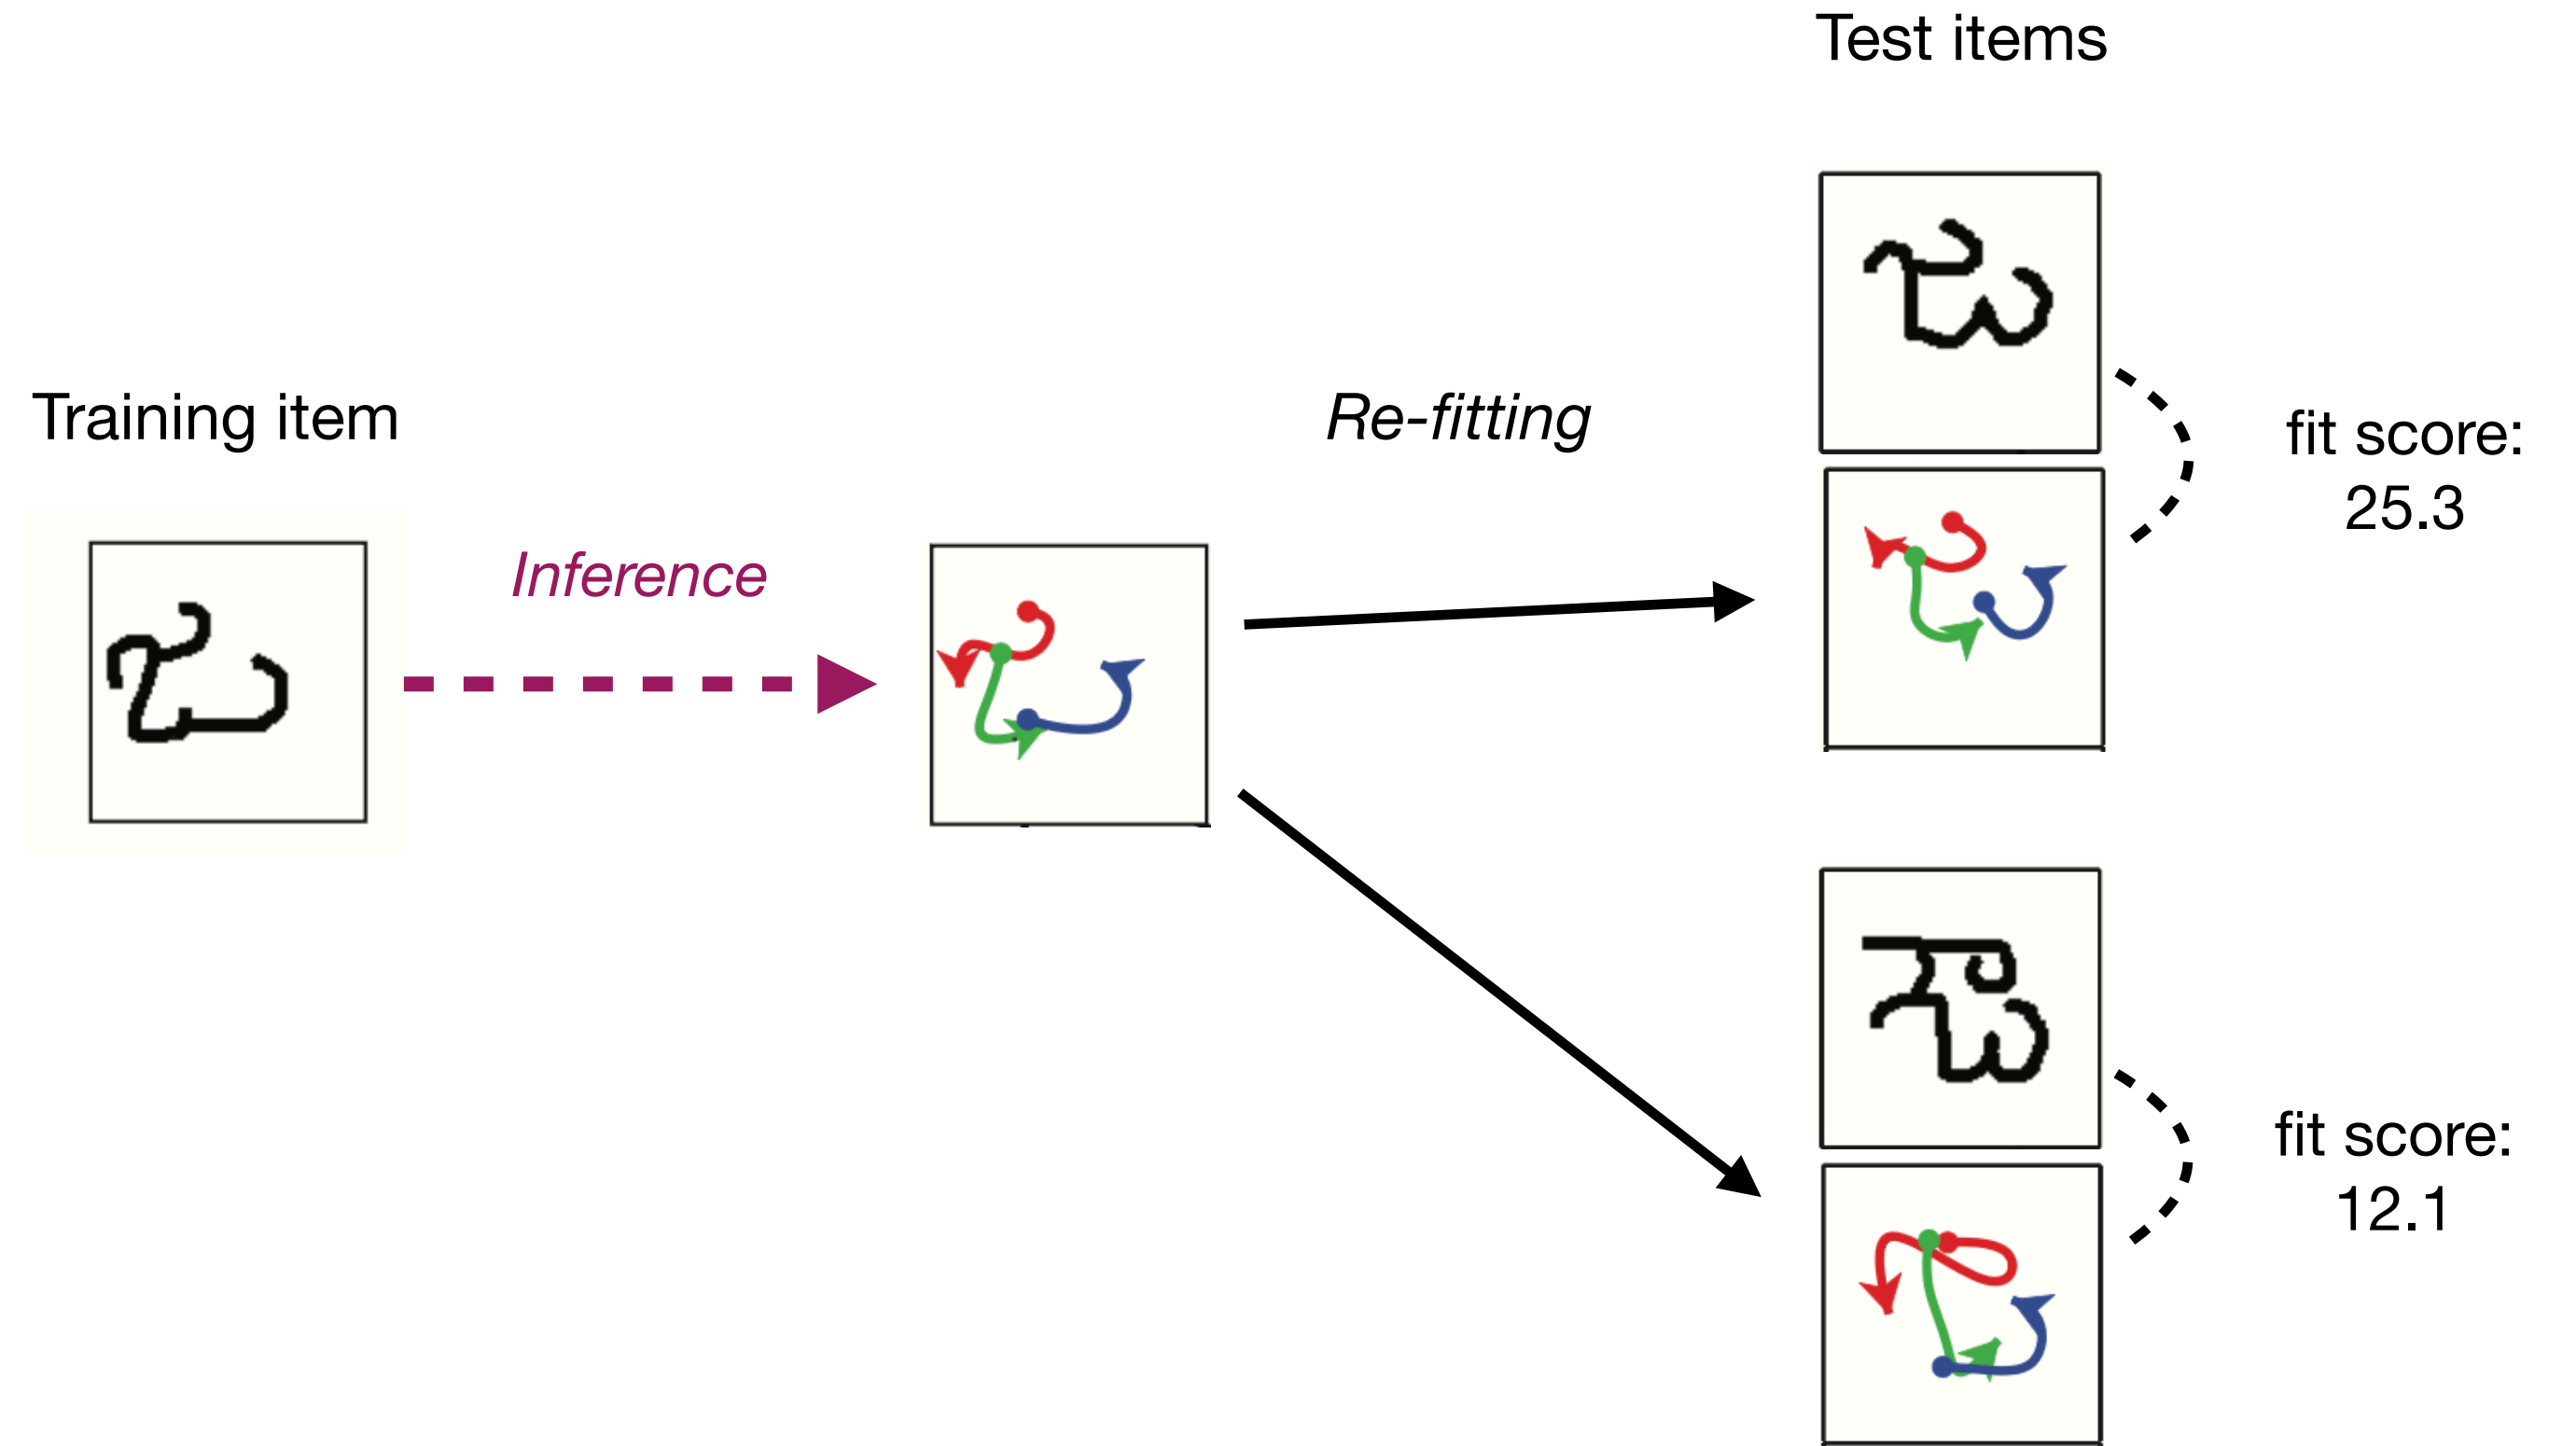 Test items
Training item
Inference
Re-fitting
fit score:
25.3
fit score:
12.1